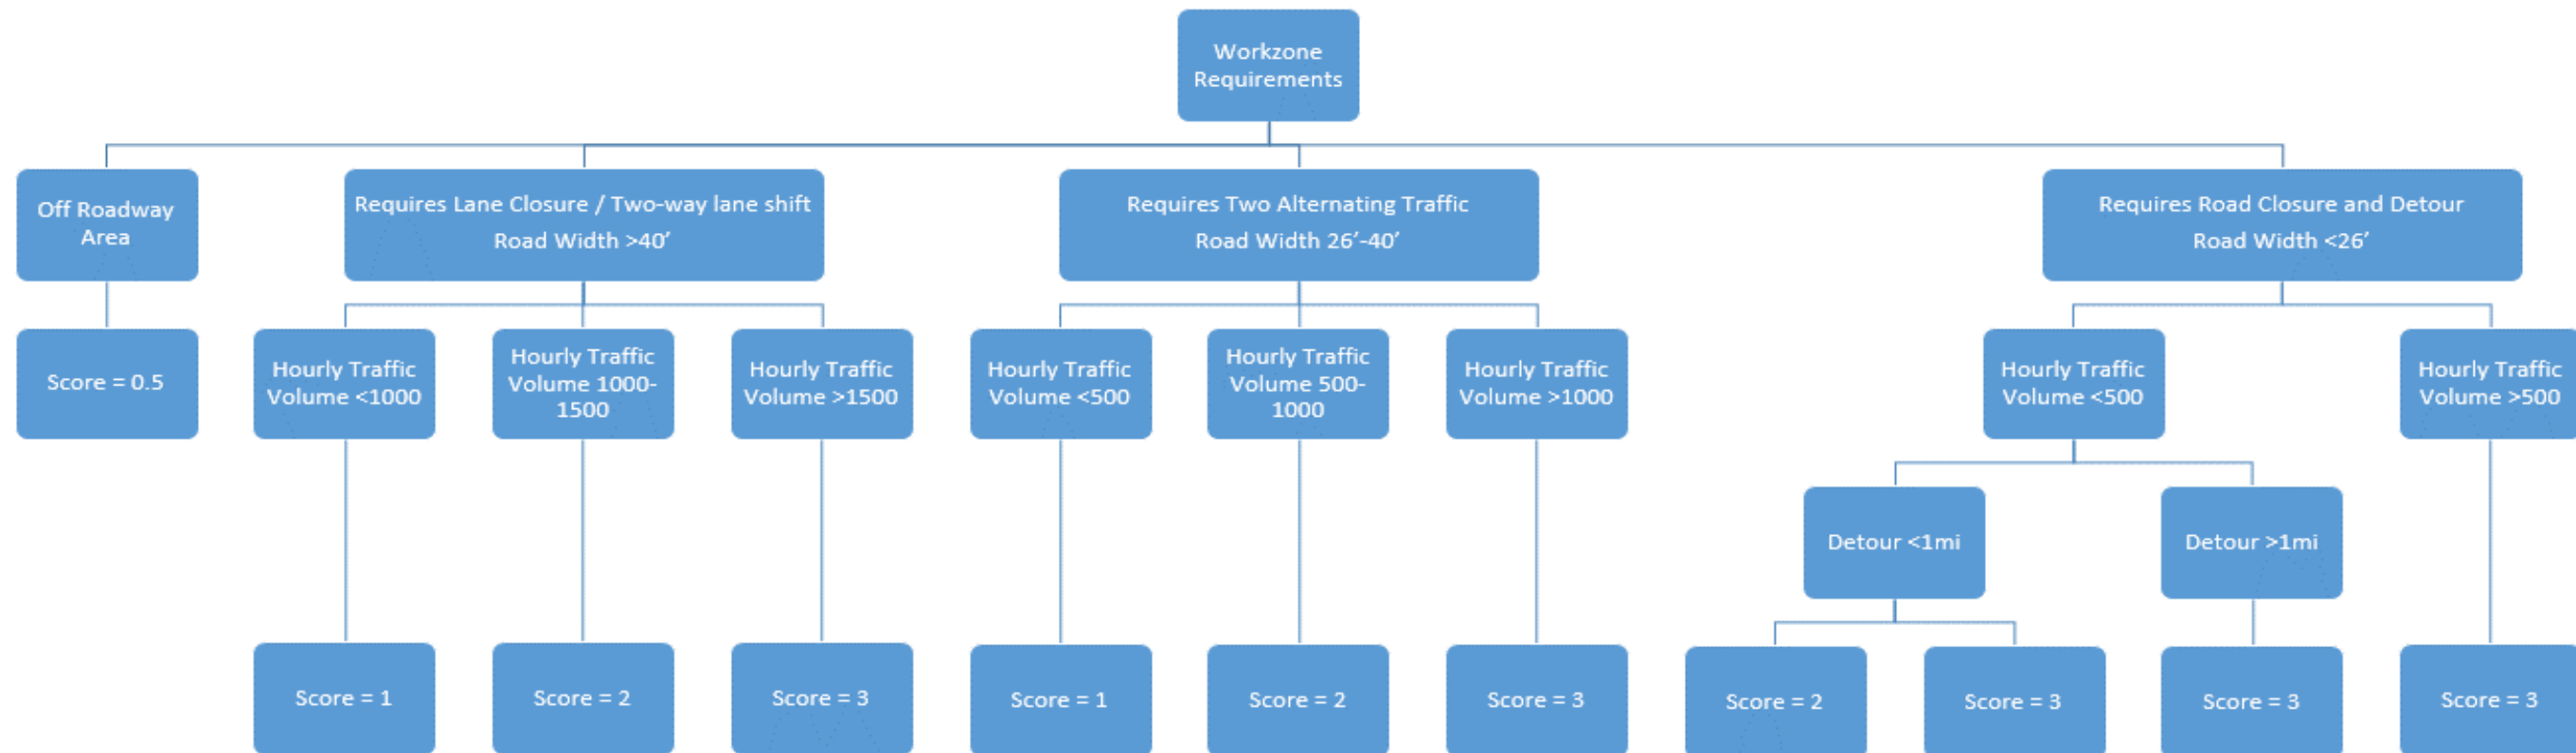 Workzone
Requirements
Off Roadway
Area
Requires Lane Closure / Two-way lane shift
Road Width >40′
Requires Two Alternating Traffic
Road Width 26′-40′
Requires Road Closure and Detour
Road Width <26′
Score = 0.5
Hourly Traffic
Volume <1000
Hourly Traffic
Volume 1000-
1500
Hourly Traffic
Volume >1500
Hourly Traffic
Volume <500
Hourly Traffic
Volume 500-
1000
Hourly Traffic
Volume >1000
Hourly Traffic
Volume <500
Hourly Traffic
Volume >500
Detour <1mi
Detour >1mi
Score = 1
Score = 2
Score = 3
Score = 1
Score = 2
Score = 3
Score = 2
Score = 3
Score = 3
Score = 3